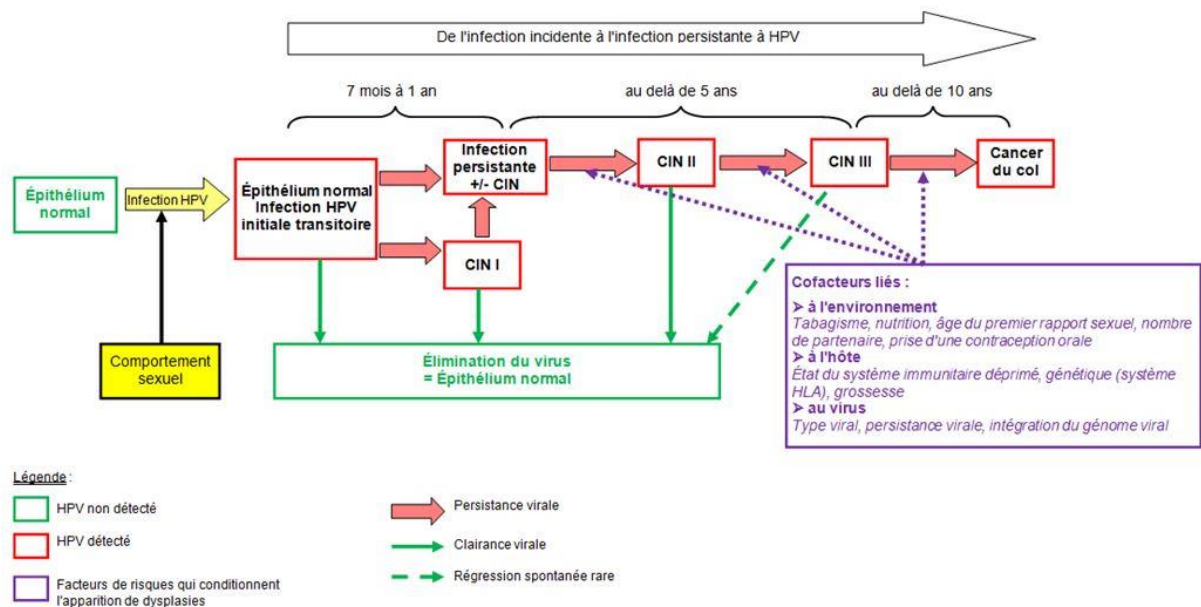 De l'infection incidente à l'infection persistante à HPV
7 mois à 1 an
au delà de 5 ans
au delà de 10 ans
Épithélium
normal
Infection HPV
Épithélium normal
Infection HPV
initiale transitoire
Infection
persistante
+/- CIN
CIN I
CIN II
CIN III
Cancer
du col
Comportement
sexuel
Élimination du virus
= Épithélium normal
Cofacteurs liés :
➢ à l'environnement
Tabagisme, nutrition, âge du premier rapport sexuel, nombre
de partenaire, prise d'une contraception orale
➢ à l'hôte
État du système immunitaire déprimé, génétique (système
HLA), grossesse
➢ au virus
Type viral, persistance virale, intégration du génome viral
Légende :
HPV non détecté
HPV détecté
Facteurs de risques qui conditionnent
l'apparition de dysplasies
Persistance virale
Clairance virale
Régression spontanée rare